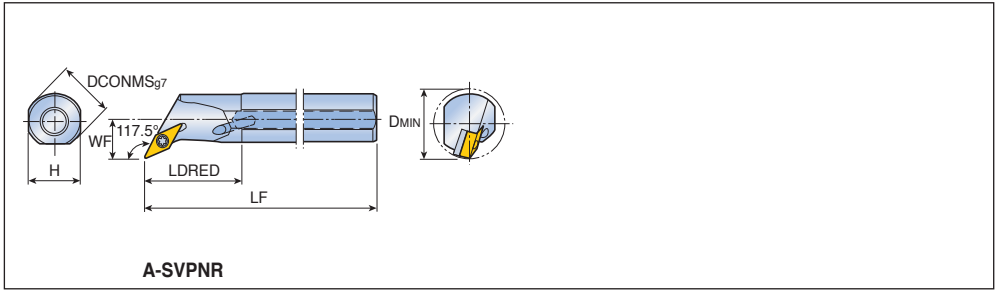 DCONMSg7
117.5°
WF
DMIN
H
LDRED
LF
A-SVPNR